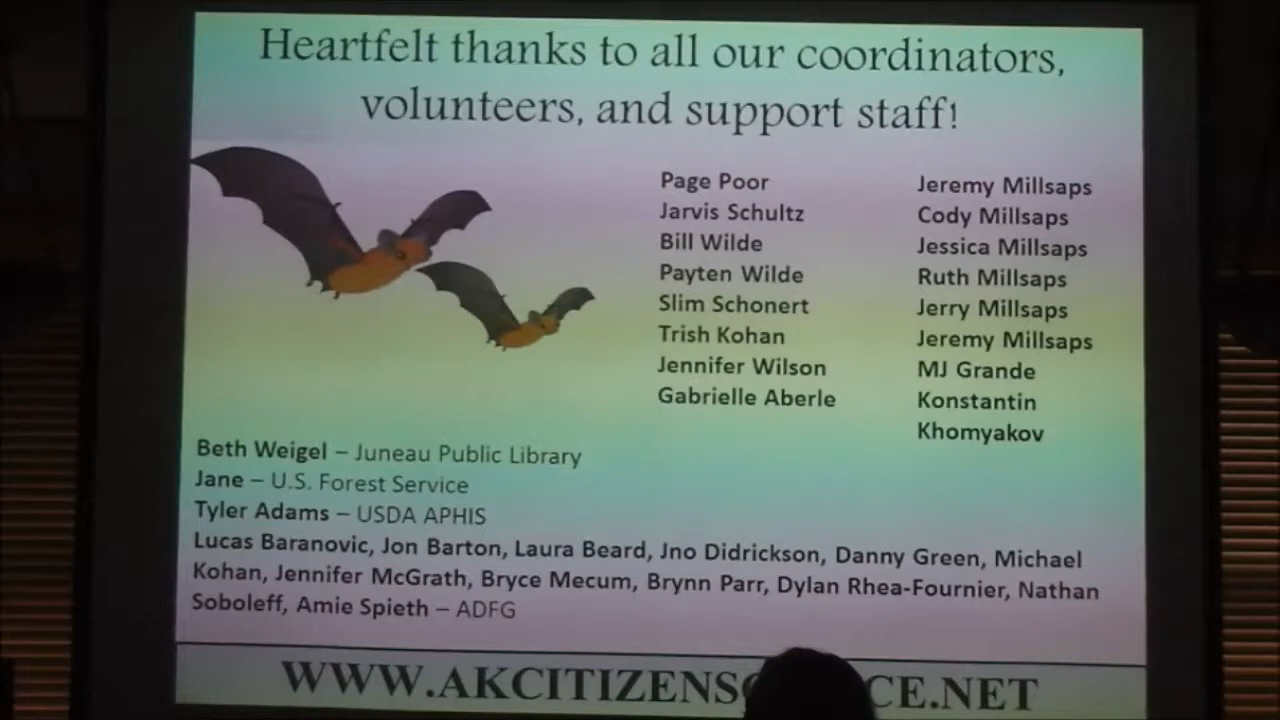 Heartfelt thanks to all our coordinators,
volunteers, and support staff!
Page Poor
Jarvis Schultz
Bill Wilde
Payten Wilde
Slim Schonert
Trish Kohan
Jennifer Wilson
Gabrielle Aberle
Jeremy Millsaps
Cody Millsaps
Jessica Millsaps
Ruth Millsaps
Jerry Millsaps
Jeremy Millsaps
MJ Grande
Konstantin
Khomyakov
Beth Weigel – Juneau Public Library
Jane – U.S. Forest Service
Tyler Adams – USDA APHIS
Lucas Baranovic, Jon Barton, Laura Beard, Jno Didrickson, Danny Green, Michael
Kohan, Jennifer McGrath, Bryce Mecum, Brynn Parr, Dylan Rhea-Fournier, Nathan
Soboleff, Amie Spieth – ADFG